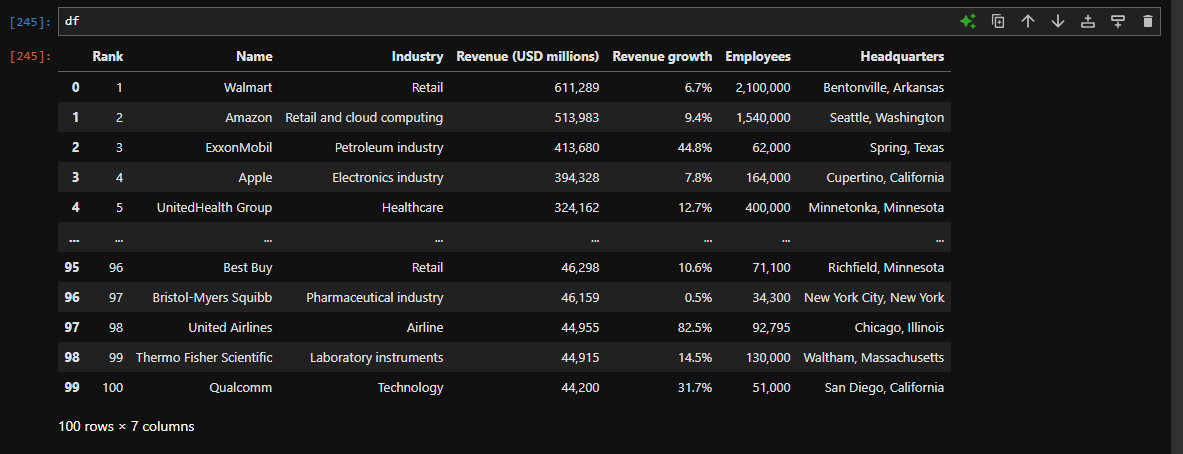 [245]: df
[245]:
Rank Name Industry Revenue (USD millions) Revenue growth Employees Headquarters
0 1 Walmart Retail 611,289 6.7% 2,100,000 Bentonville, Arkansas
1 2 Amazon Retail and cloud computing 513,983 9.4% 1,540,000 Seattle, Washington
2 3 ExxonMobil Petroleum industry 413,680 44.8% 62,000 Spring, Texas
3 4 Apple Electronics industry 394,328 7.8% 164,000 Cupertino, California
4 5 UnitedHealth Group Healthcare 324,162 12.7% 400,000 Minnetonka, Minnesota
... ... ... ... ... ... ... ...
95 96 Best Buy Retail 46,298 10.6% 71,100 Richfield, Minnesota
96 97 Bristol-Myers Squibb Pharmaceutical industry 46,159 0.5% 34,300 New York City, New York
97 98 United Airlines Airline 44,955 82.5% 92,795 Chicago, Illinois
98 99 Thermo Fisher Scientific Laboratory instruments 44,915 14.5% 130,000 Waltham, Massachusetts
99 100 Qualcomm Technology 44,200 31.7% 51,000 San Diego, California
100 rows × 7 columns